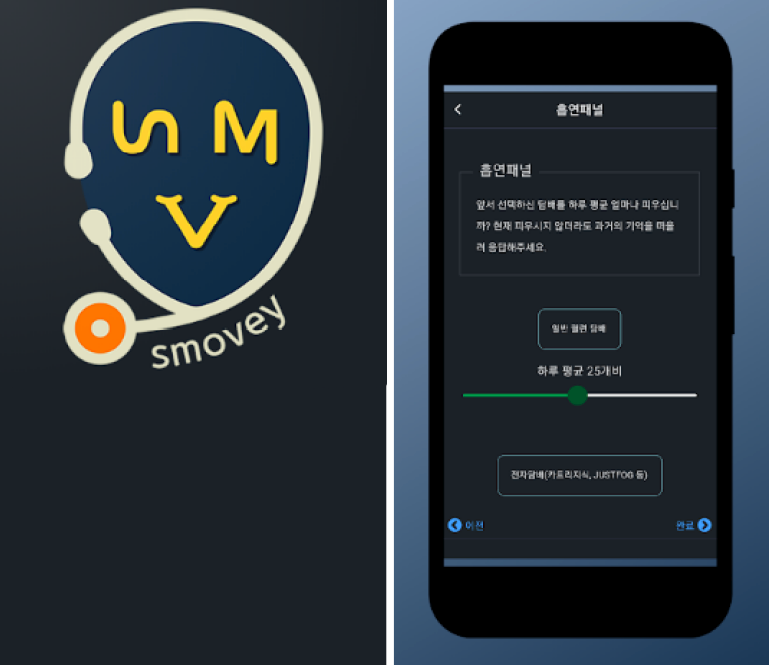 SM
V
smovey
흡연패널
흡연패널
앞서 선택하신 담배를 하루 평균 얼마나 피우십니
까? 현재 피우시지 않더라도 과거의 기억을 떠올
려 응답해주세요.
일반 궐련 담배
하루 평균 25개비
전자담배(카트리지식, JUSTFOG 등)
이전
완료